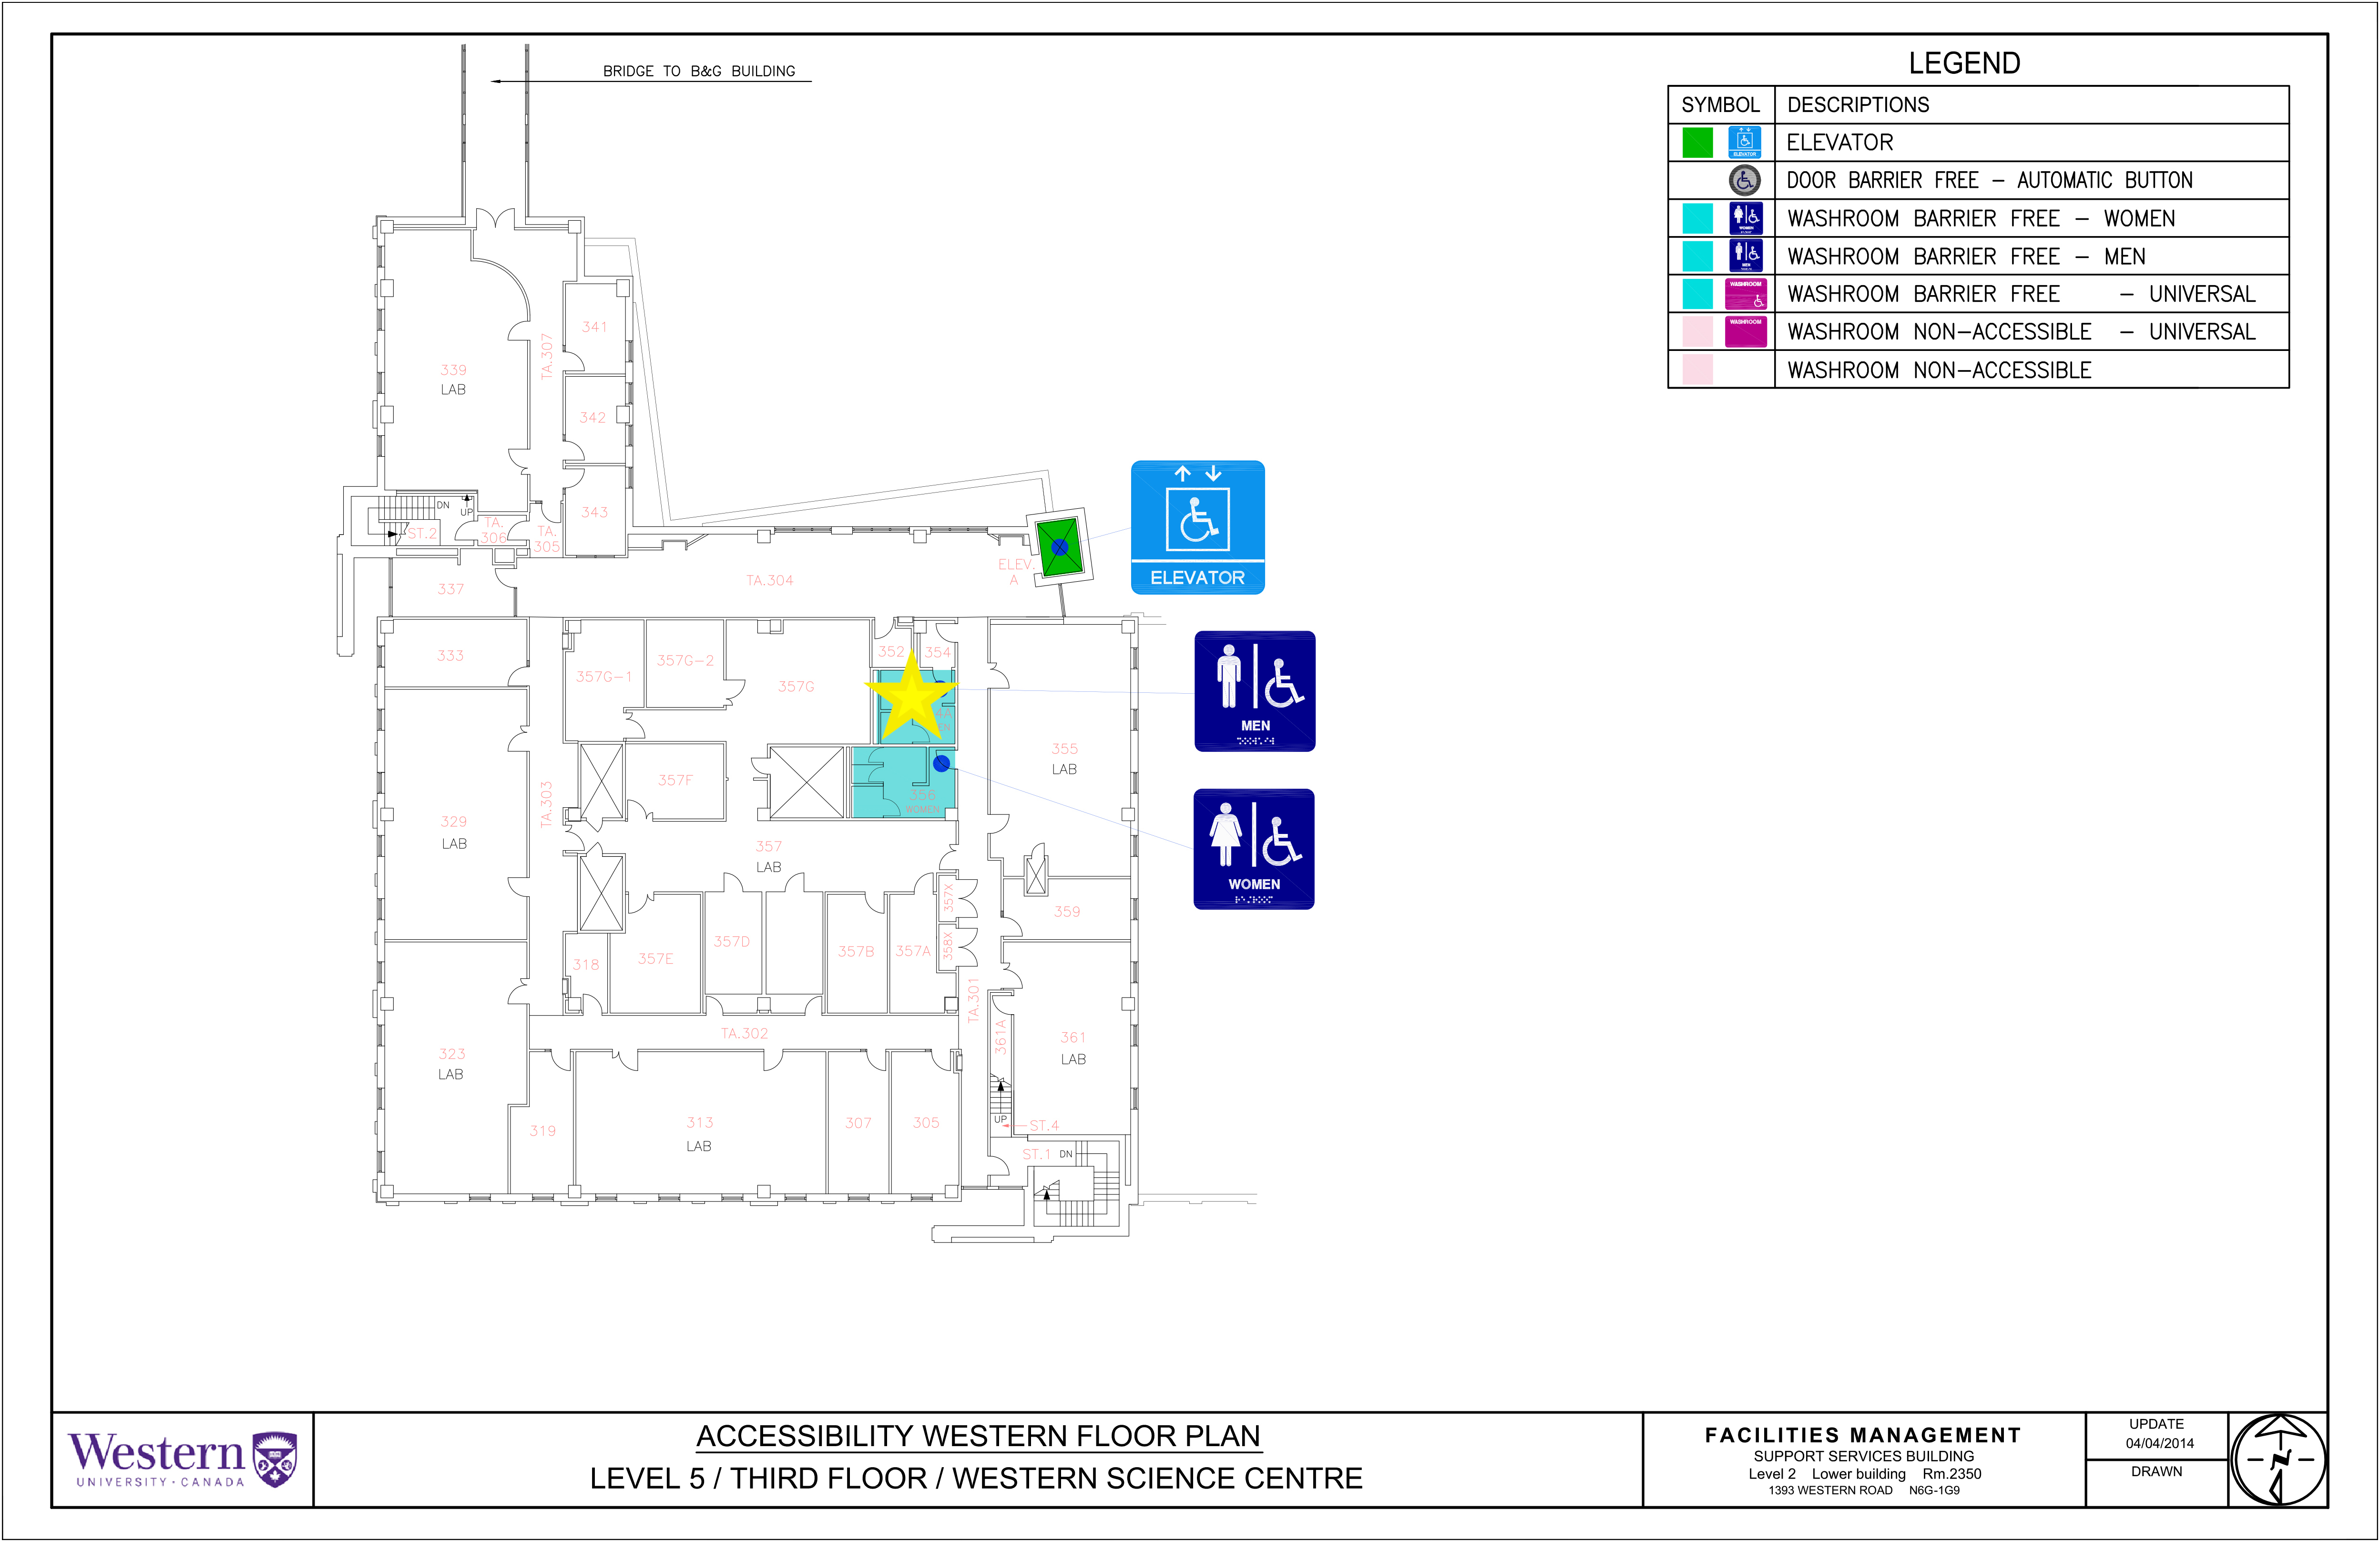 BRIDGE TO B&G BUILDING
LEGEND
SYMBOL DESCRIPTIONS
ELEVATOR ELEVATOR
DOOR BARRIER FREE - AUTOMATIC BUTTON
WOMEN WASHROOM BARRIER FREE - WOMEN
MEN WASHROOM BARRIER FREE - MEN
WASHROOM WASHROOM BARRIER FREE - UNIVERSAL
WASHROOM WASHROOM NON-ACCESSIBLE - UNIVERSAL
WASHROOM NON-ACCESSIBLE
341
TA.307
339
LAB
342
343
DN
UP
ST.2
TA.
306
TA.
305
ELEVATOR
ELEV.
A
TA.304
337
333
357G-1
357G-2
357G
352
354
MEN
355
LAB
357F
TA.303
356
WOMEN
329
LAB
357
LAB
WOMEN
357X
359
358X
318
357E
357D
357B
357A
TA.301
TA.302
361A
361
LAB
323
LAB
UP
ST.4
319
313
LAB
307
305
ST.1 DN
Western
UNIVERSITY · CANADA
ACCESSIBILITY WESTERN FLOOR PLAN
LEVEL 5 / THIRD FLOOR / WESTERN SCIENCE CENTRE
FACILITIES MANAGEMENT
SUPPORT SERVICES BUILDING
Level 2 Lower building Rm.2350
1393 WESTERN ROAD N6G-1G9
UPDATE
04/04/2014
DRAWN
N